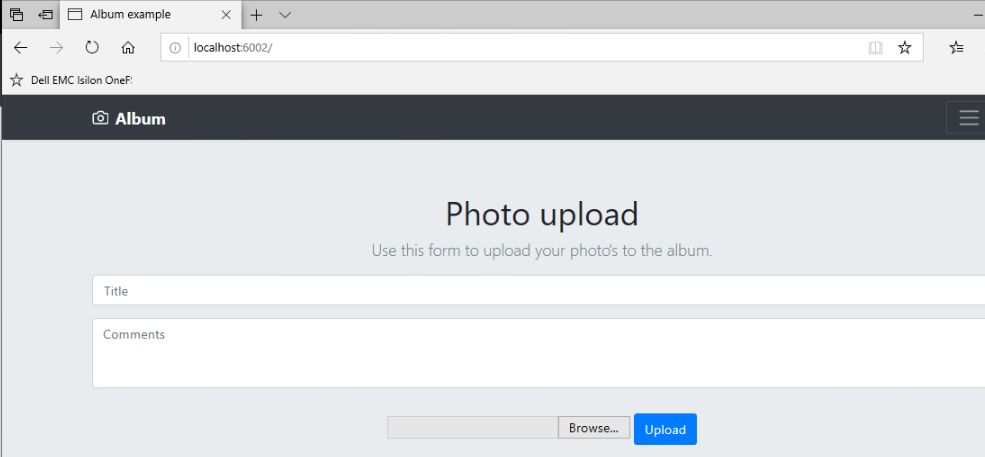 Album example
localhost:6002/
Dell EMC Isilon OneFS
Album
Photo upload
Use this form to upload your photo's to the album.
Title
Comments
Browse...
Upload